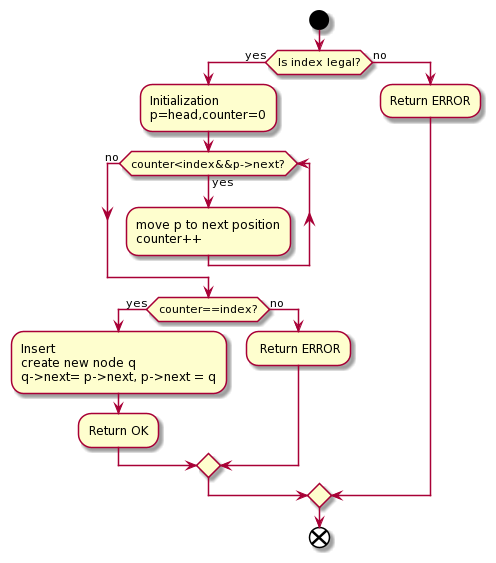 Is index legal?
yes
no
Initialization
p=head,counter=0
Return ERROR
counter<index&&p->next?
no
yes
move p to next position
counter++
counter==index?
yes
no
Insert
create new node q
q->next= p->next, p->next = q
Return ERROR
Return OK